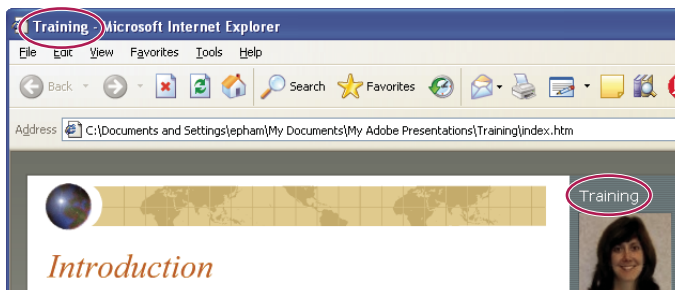 Training - Microsoft Internet Explorer
File Edit View Favorites Tools Help
Back Search Favorites
Address C:\Documents and Settings\epham\My Documents\My Adobe Presentations\Training\index.htm
Training
Introduction